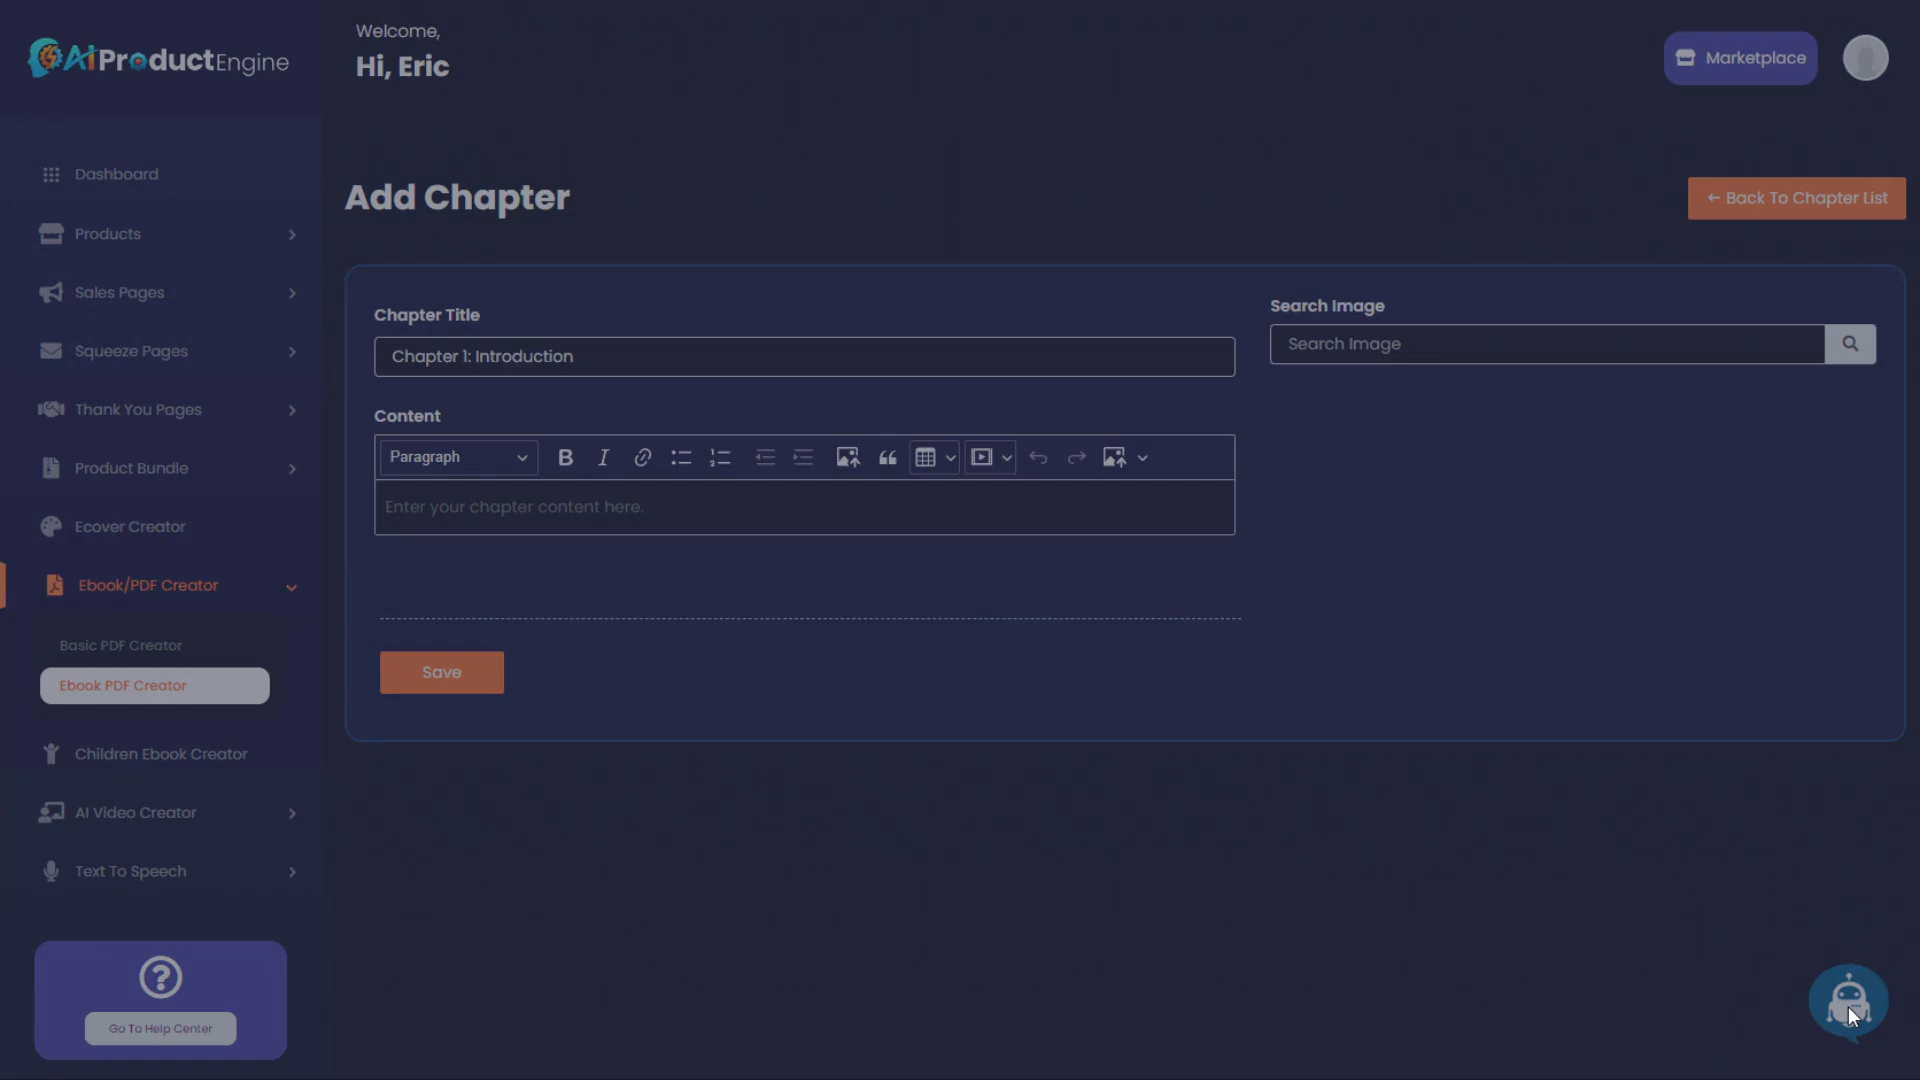 AiProductEngine
Welcome,
Hi, Eric
Marketplace
Dashboard
Products
Sales Pages
Squeeze Pages
Thank You Pages
Product Bundle
Ecover Creator
Ebook/PDF Creator
Basic PDF Creator
Ebook PDF Creator
Children Ebook Creator
AI Video Creator
Text To Speech
Go To Help Center
Add Chapter
← Back To Chapter List
Chapter Title
Chapter 1: Introduction
Content
Paragraph
Enter your chapter content here.
Save
Search Image
Search Image